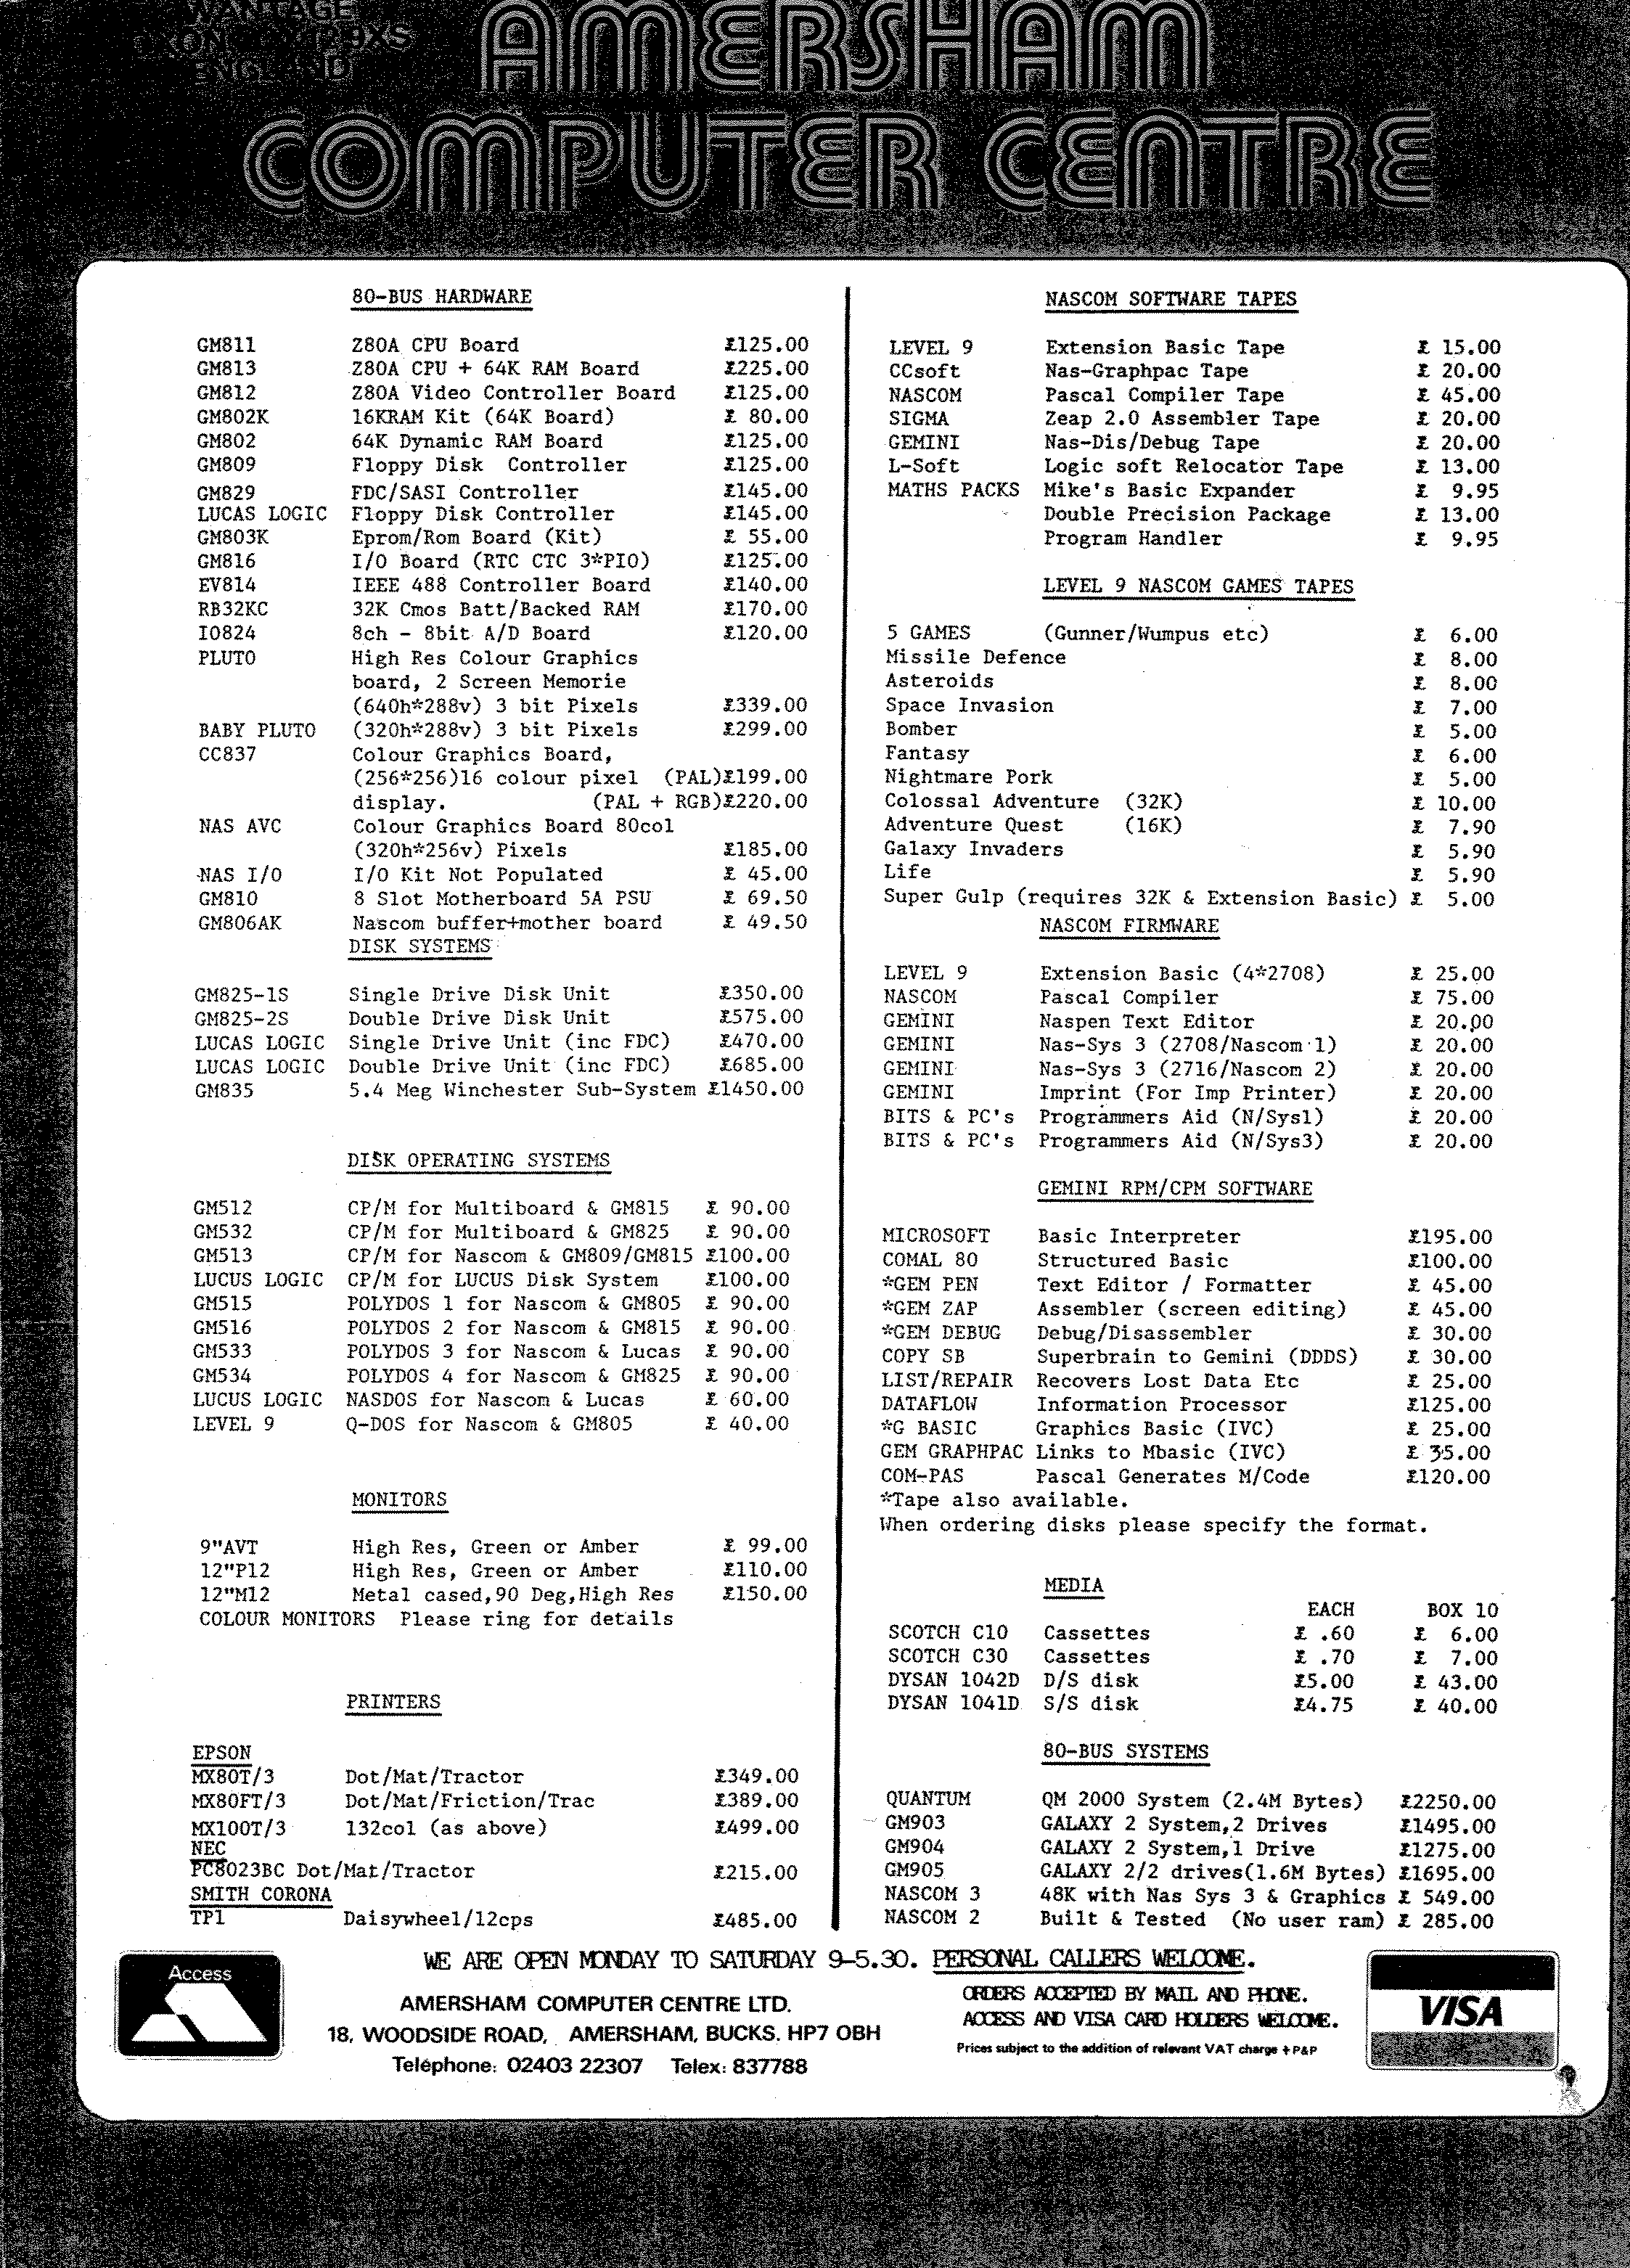 WANTAGE
OXON OX12 9XS
ENGLAND
AMERSHAM
COMPUTER CENTRE
80-BUS HARDWARE
GM811 Z80A CPU Board £125.00
GM813 Z80A CPU + 64K RAM Board £225.00
GM812 Z80A Video Controller Board £125.00
GM802K 16KRAM Kit (64K Board) £ 80.00
GM802 64K Dynamic RAM Board £125.00
GM809 Floppy Disk Controller £125.00
GM829 FDC/SASI Controller £145.00
LUCAS LOGIC Floppy Disk Controller £145.00
GM803K Eprom/Rom Board (Kit) £ 55.00
GM816 I/O Board (RTC CTC 3*PIO) £125.00
EV814 IEEE 488 Controller Board £140.00
RB32KC 32K Cmos Batt/Backed RAM £170.00
IO824 8ch - 8bit A/D Board £120.00
PLUTO High Res Colour Graphics
board, 2 Screen Memorie
(640h*288v) 3 bit Pixels £339.00
BABY PLUTO (320h*288v) 3 bit Pixels £299.00
CC837 Colour Graphics Board,
(256*256)16 colour pixel (PAL)£199.00
display. (PAL + RGB)£220.00
NAS AVC Colour Graphics Board 80col
(320h*256v) Pixels £185.00
NAS I/O I/O Kit Not Populated £ 45.00
GM810 8 Slot Motherboard 5A PSU £ 69.50
GM806AK Nascom buffer+mother board £ 49.50
DISK SYSTEMS
GM825-1S Single Drive Disk Unit £350.00
GM825-2S Double Drive Disk Unit £575.00
LUCAS LOGIC Single Drive Unit (inc FDC) £470.00
LUCAS LOGIC Double Drive Unit (inc FDC) £685.00
GM835 5.4 Meg Winchester Sub-System £1450.00
DISK OPERATING SYSTEMS
GM512 CP/M for Multiboard & GM815 £ 90.00
GM532 CP/M for Multiboard & GM825 £ 90.00
GM513 CP/M for Nascom & GM809/GM815 £100.00
LUCUS LOGIC CP/M for LUCUS Disk System £100.00
GM515 POLYDOS 1 for Nascom & GM805 £ 90.00
GM516 POLYDOS 2 for Nascom & GM815 £ 90.00
GM533 POLYDOS 3 for Nascom & Lucas £ 90.00
GM534 POLYDOS 4 for Nascom & GM825 £ 90.00
LUCUS LOGIC NASDOS for Nascom & Lucas £ 60.00
LEVEL 9 Q-DOS for Nascom & GM805 £ 40.00
MONITORS
9"AVT High Res, Green or Amber £ 99.00
12"P12 High Res, Green or Amber £110.00
12"M12 Metal cased,90 Deg,High Res £150.00
COLOUR MONITORS Please ring for details
PRINTERS
EPSON
MX80T/3 Dot/Mat/Tractor £349.00
MX80FT/3 Dot/Mat/Friction/Trac £389.00
MX100T/3 132col (as above) £499.00
NEC
PC8023BC Dot/Mat/Tractor £215.00
SMITH CORONA
TP1 Daisywheel/12cps £485.00
NASCOM SOFTWARE TAPES
LEVEL 9 Extension Basic Tape £ 15.00
CCsoft Nas-Graphpac Tape £ 20.00
NASCOM Pascal Compiler Tape £ 45.00
SIGMA Zeap 2.0 Assembler Tape £ 20.00
GEMINI Nas-Dis/Debug Tape £ 20.00
L-Soft Logic soft Relocator Tape £ 13.00
MATHS PACKS Mike's Basic Expander £ 9.95
Double Precision Package £ 13.00
Program Handler £ 9.95
LEVEL 9 NASCOM GAMES TAPES
5 GAMES (Gunner/Wumpus etc) £ 6.00
Missile Defence £ 8.00
Asteroids £ 8.00
Space Invasion £ 7.00
Bomber £ 5.00
Fantasy £ 6.00
Nightmare Pork £ 5.00
Colossal Adventure (32K) £ 10.00
Adventure Quest (16K) £ 7.90
Galaxy Invaders £ 5.90
Life £ 5.90
Super Gulp (requires 32K & Extension Basic) £ 5.00
NASCOM FIRMWARE
LEVEL 9 Extension Basic (4*2708) £ 25.00
NASCOM Pascal Compiler £ 75.00
GEMINI Naspen Text Editor £ 20.00
GEMINI Nas-Sys 3 (2708/Nascom 1) £ 20.00
GEMINI Nas-Sys 3 (2716/Nascom 2) £ 20.00
GEMINI Imprint (For Imp Printer) £ 20.00
BITS & PC's Programmers Aid (N/Sys1) £ 20.00
BITS & PC's Programmers Aid (N/Sys3) £ 20.00
GEMINI RPM/CPM SOFTWARE
MICROSOFT Basic Interpreter £195.00
COMAL 80 Structured Basic £100.00
*GEM PEN Text Editor / Formatter £ 45.00
*GEM ZAP Assembler (screen editing) £ 45.00
*GEM DEBUG Debug/Disassembler £ 30.00
COPY SB Superbrain to Gemini (DDDS) £ 30.00
LIST/REPAIR Recovers Lost Data Etc £ 25.00
DATAFLOW Information Processor £125.00
*G BASIC Graphics Basic (IVC) £ 25.00
GEM GRAPHPAC Links to Mbasic (IVC) £ 35.00
COM-PAS Pascal Generates M/Code £120.00
*Tape also available.
When ordering disks please specify the format.
MEDIA
EACH BOX 10
SCOTCH C10 Cassettes £ .60 £ 6.00
SCOTCH C30 Cassettes £ .70 £ 7.00
DYSAN 1042D D/S disk £5.00 £ 43.00
DYSAN 1041D S/S disk £4.75 £ 40.00
80-BUS SYSTEMS
QUANTUM QM 2000 System (2.4M Bytes) £2250.00
GM903 GALAXY 2 System,2 Drives £1495.00
GM904 GALAXY 2 System,1 Drive £1275.00
GM905 GALAXY 2/2 drives(1.6M Bytes) £1695.00
NASCOM 3 48K with Nas Sys 3 & Graphics £ 549.00
NASCOM 2 Built & Tested (No user ram) £ 285.00
WE ARE OPEN MONDAY TO SATURDAY 9-5.30. PERSONAL CALLERS WELCOME.
Access
AMERSHAM COMPUTER CENTRE LTD.
18, WOODSIDE ROAD, AMERSHAM, BUCKS. HP7 OBH
Telephone: 02403 22307 Telex: 837788
ORDERS ACCEPTED BY MAIL AND PHONE.
ACCESS AND VISA CARD HOLDERS WELCOME.
Prices subject to the addition of relevant VAT charge + P&P
VISA